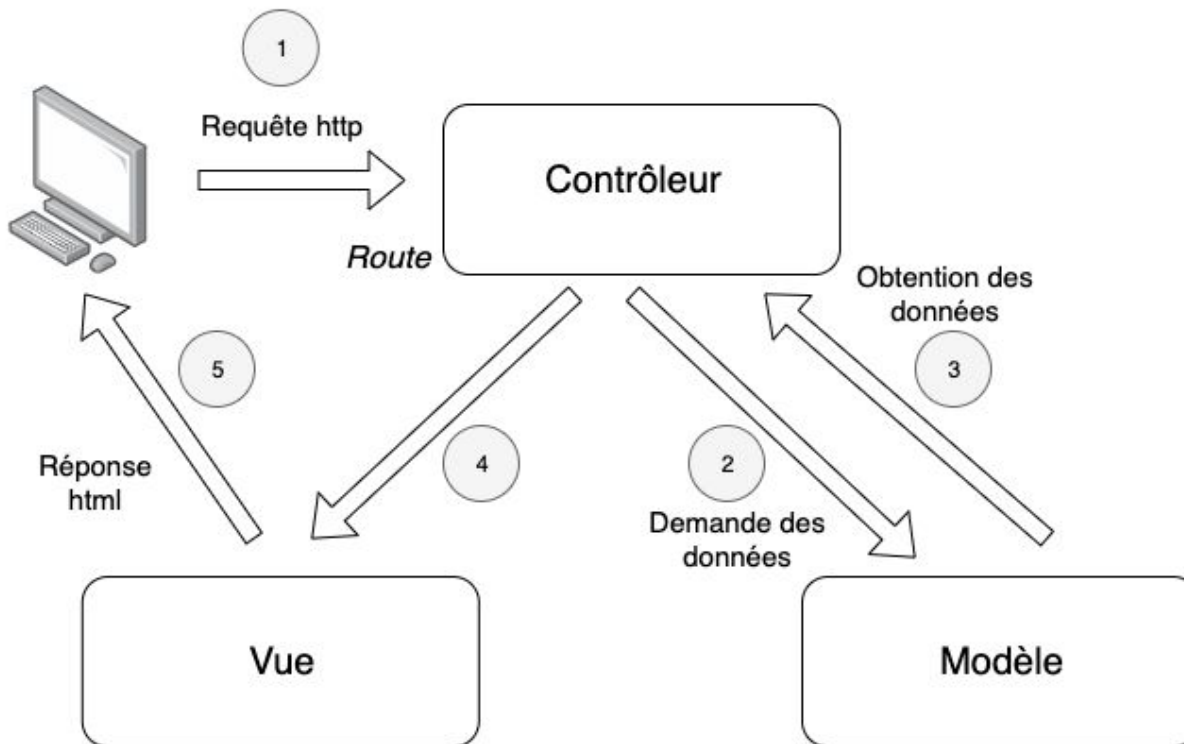 1
Requête http
Contrôleur
Route
Obtention des
données
3
5
4
2
Réponse
html
Demande des
données
Vue
Modèle